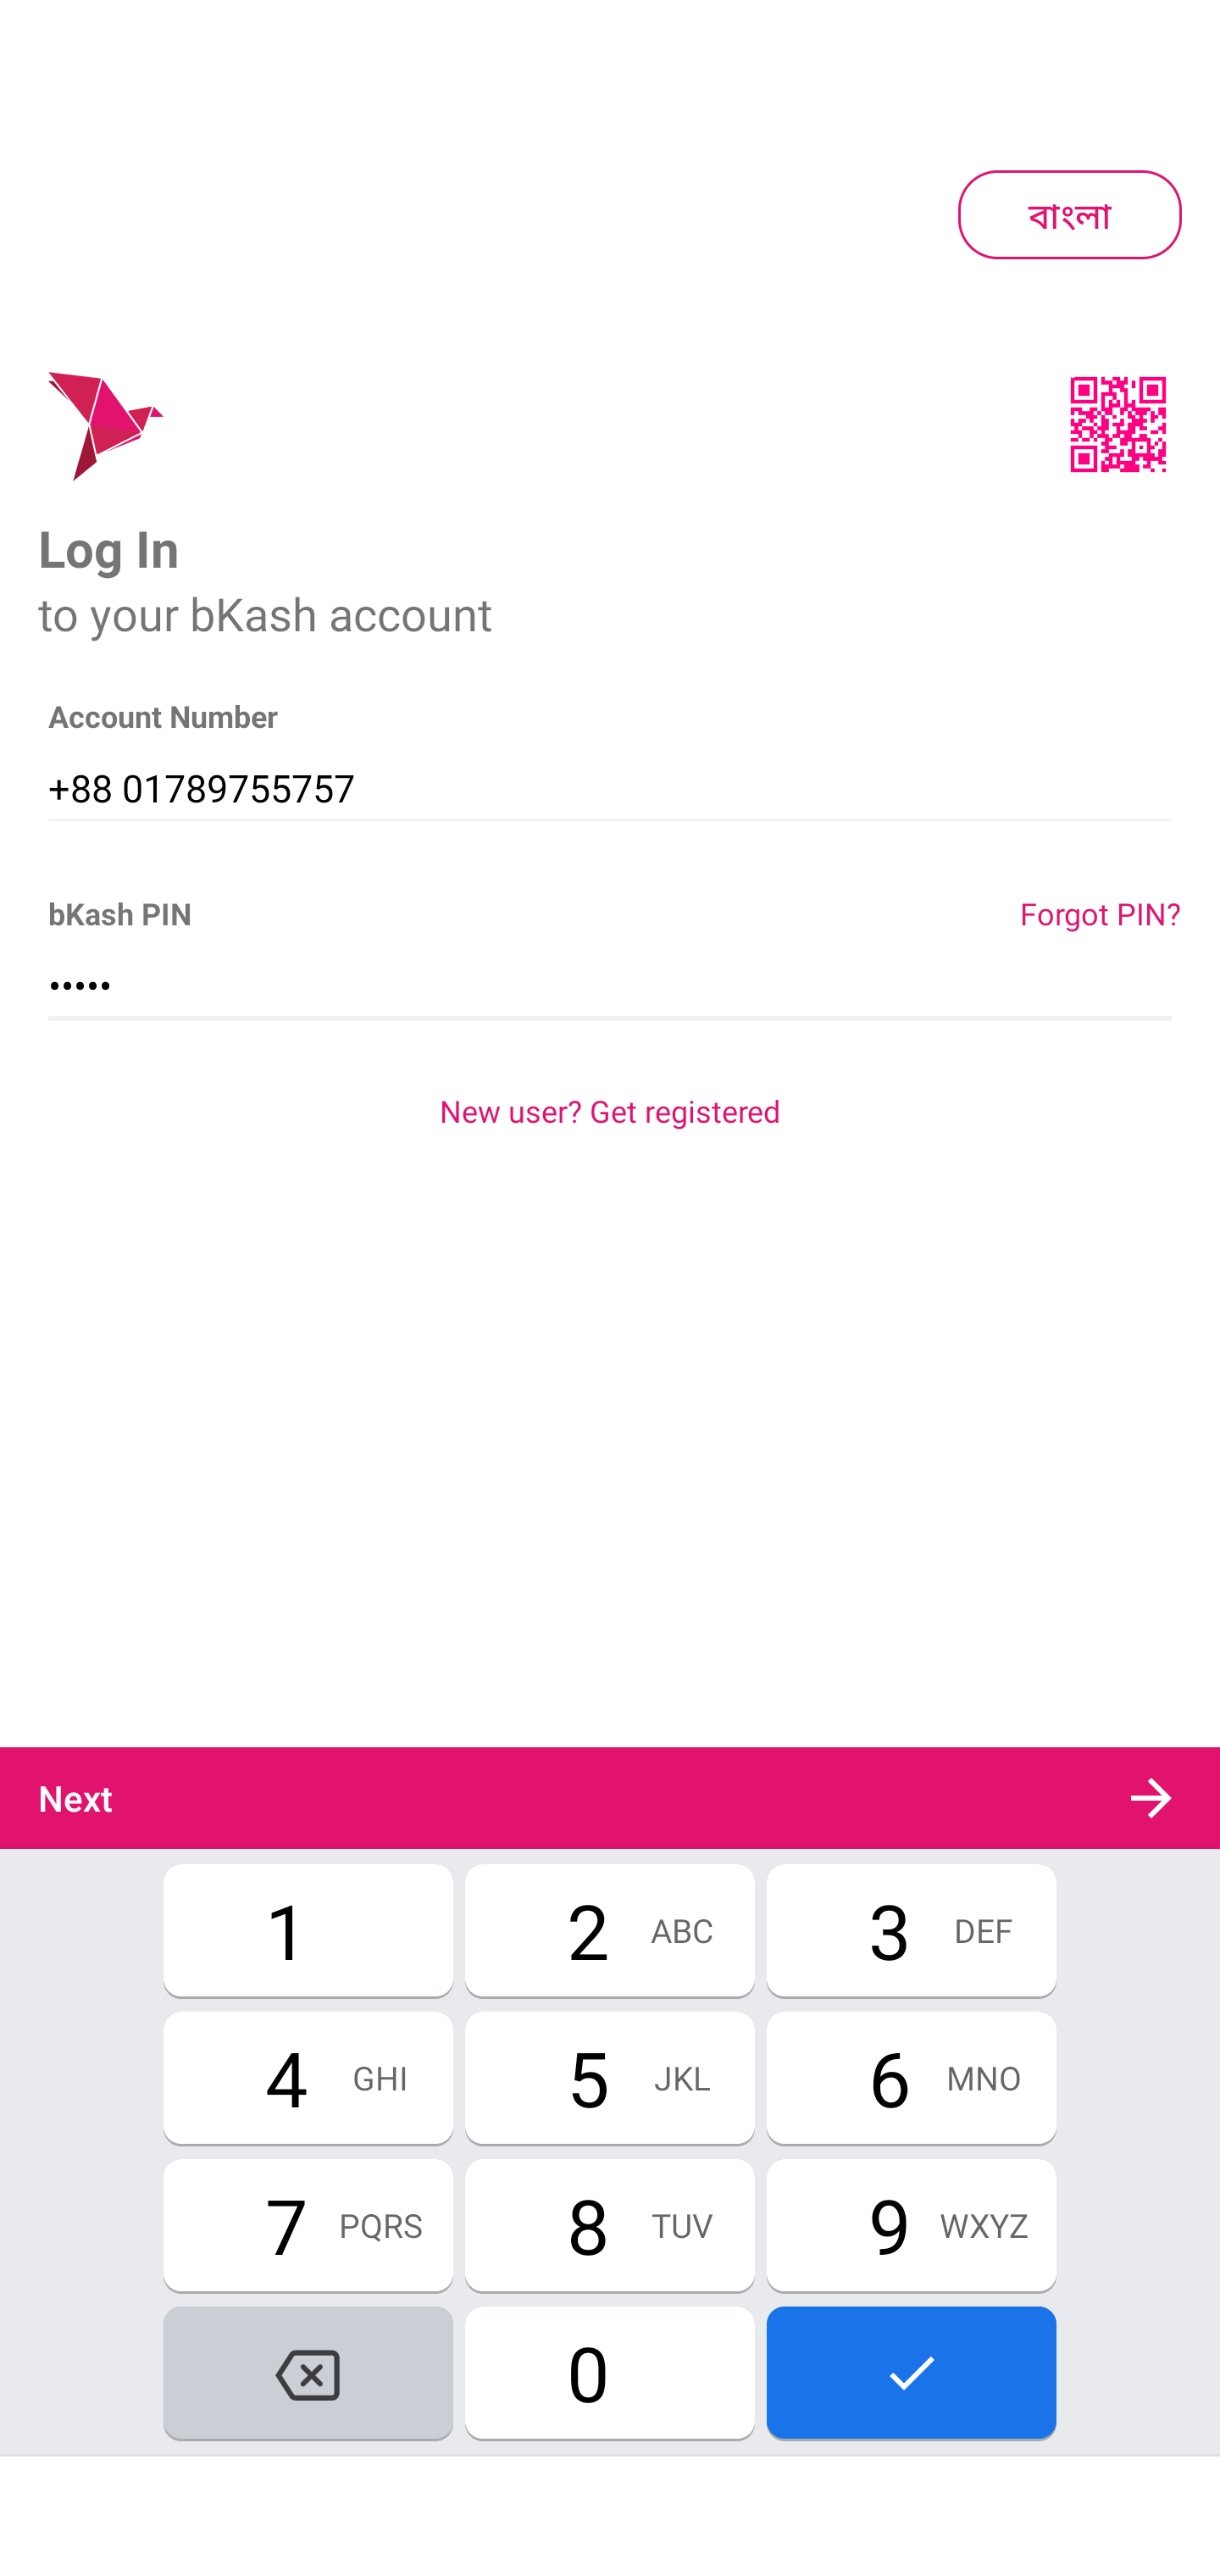 বাংলা
Log In
to your bKash account
Account Number
+88 01789755757
bKash PIN
Forgot PIN?
•••••
New user? Get registered
Next
1
2 ABC
3 DEF
4 GHI
5 JKL
6 MNO
7 PQRS
8 TUV
9 WXYZ
0